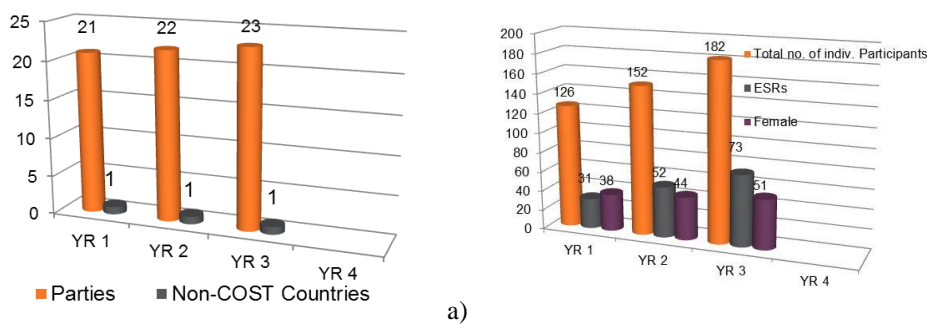 25
20
15
10
5
0
21
22
23
1
1
1
YR 1
YR 2
YR 3
YR 4
Parties
Non-COST Countries
a)
200
180
160
140
120
100
80
60
40
20
0
126
152
182
31
38
52
44
73
51
Total no. of indiv. Participants
ESRs
Female
YR 1
YR 2
YR 3
YR 4